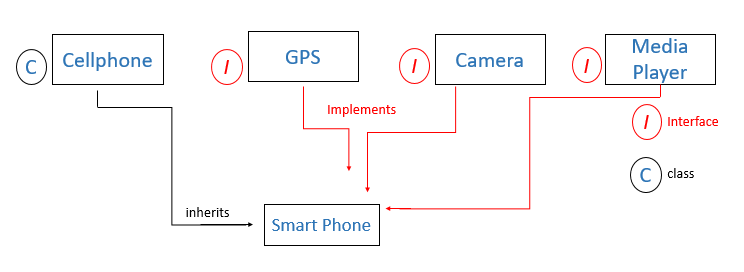 C
Cellphone
I
GPS
I
Camera
I
Media
Player
Implements
I
Interface
C
class
inherits
Smart Phone